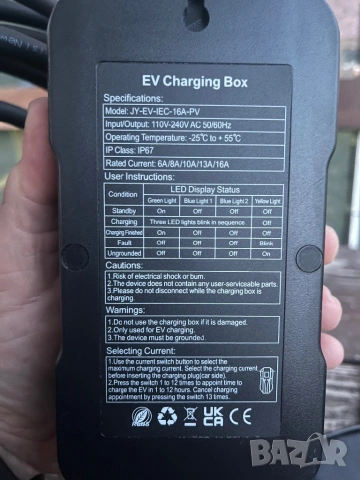 EV Charging Box
Specifications:
Model: JY-EV-IEC-16A-PV
Input/Output: 110V-240V AC 50/60Hz
Operating Temperature: -25°C to + 55°C
IP Class: IP67
Rated Current: 6A/8A/10A/13A/16A
User Instructions:
Condition LED Display Status
Green Light Blue Light 1 Blue Light 2 Yellow Light
Standby On Off Off Off
Charging Three LED lights blink in sequence Off
Charging Finished On On On Off
Fault Off Off Off Blink
Ungrounded Off Off Off On
Cautions:
1.Risk of electrical shock or burn.
2.The device does not contain any user-serviceable parts.
3.Please do not disconnect while the charging box is
charging.
Warnings:
1.Do not use the charging box if it is damaged.
2.Only used for EV charging.
3.The device must be grounded
Selecting Current:
1.Use the current switch button to select the
maximum charging current. Select the charging current
before inserting the charging plug(car side).
2.Press the switch 1 to 12 times to appoint time to
charge the EV in 1 to 12 hours. Cancel charging
appointment by pressing the switch 13 times.
RoHS
UK
CA
BAZAR
bg